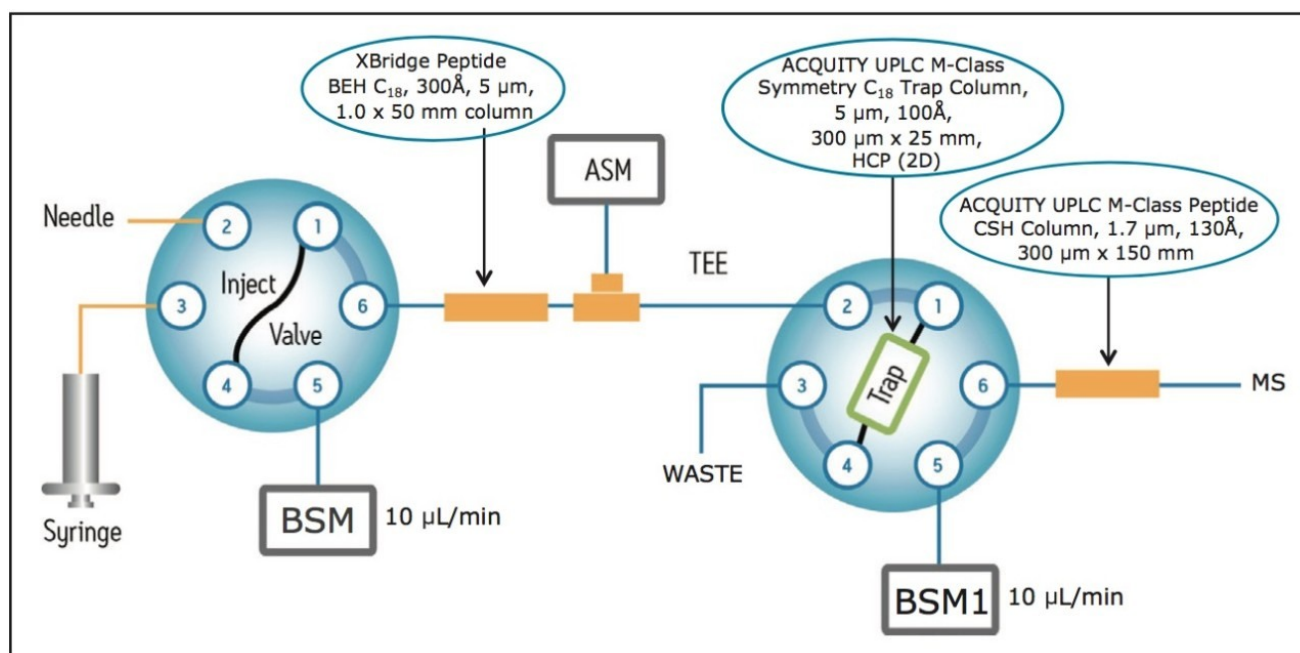 XBridge Peptide
BEH C₁₈, 300Å, 5 µm,
1.0 x 50 mm column
ACQUITY UPLC M-Class
Symmetry C₁₈ Trap Column,
5 µm, 100Å,
300 µm x 25 mm,
HCP (2D)
ASM
ACQUITY UPLC M-Class Peptide
CSH Column, 1.7 µm, 130Å,
300 µm x 150 mm
Needle
2
1
Inject
3
6
Valve
4
5
TEE
2
1
3
Trap
6
MS
4
5
WASTE
Syringe
BSM
10 µL/min
BSM1
10 µL/min